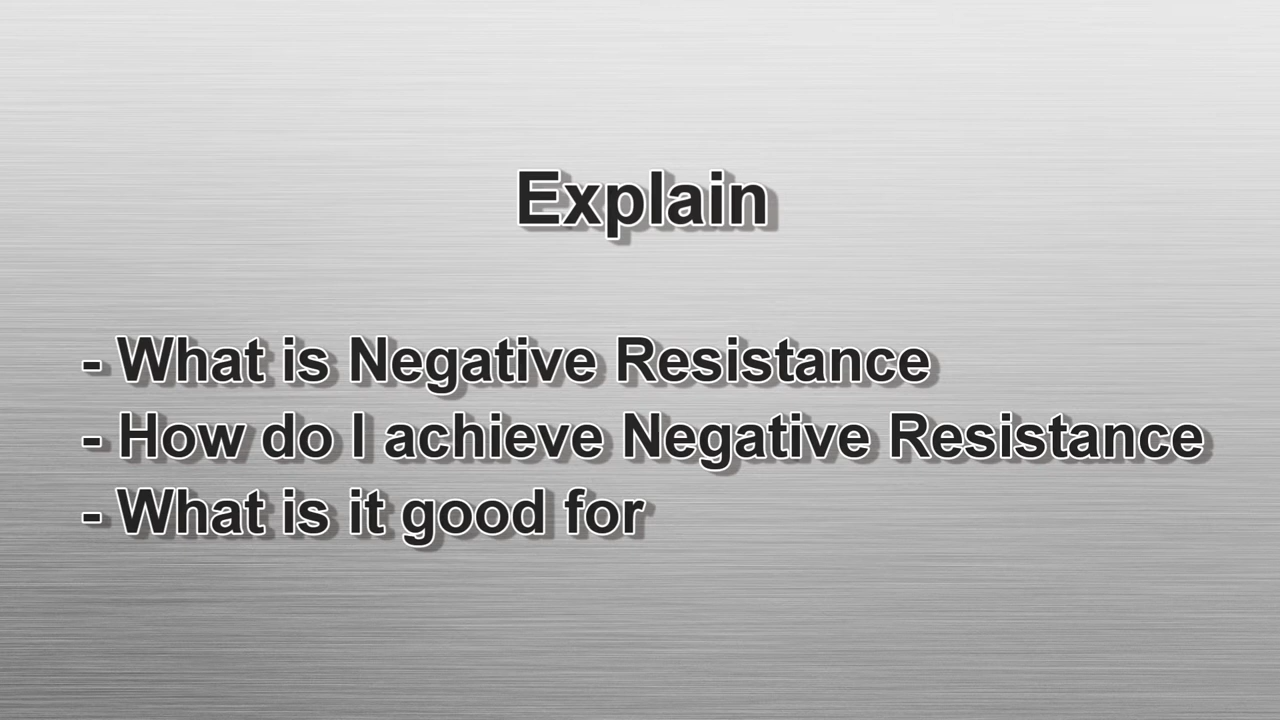 Explain
- What is Negative Resistance
- How do I achieve Negative Resistance
- What is it good for